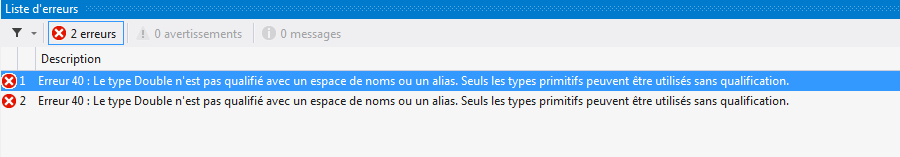 Liste d'erreurs
2 erreurs 0 avertissements 0 messages
Description
1 Erreur 40 : Le type Double n'est pas qualifié avec un espace de noms ou un alias. Seuls les types primitifs peuvent être utilisés sans qualification.
2 Erreur 40 : Le type Double n'est pas qualifié avec un espace de noms ou un alias. Seuls les types primitifs peuvent être utilisés sans qualification.